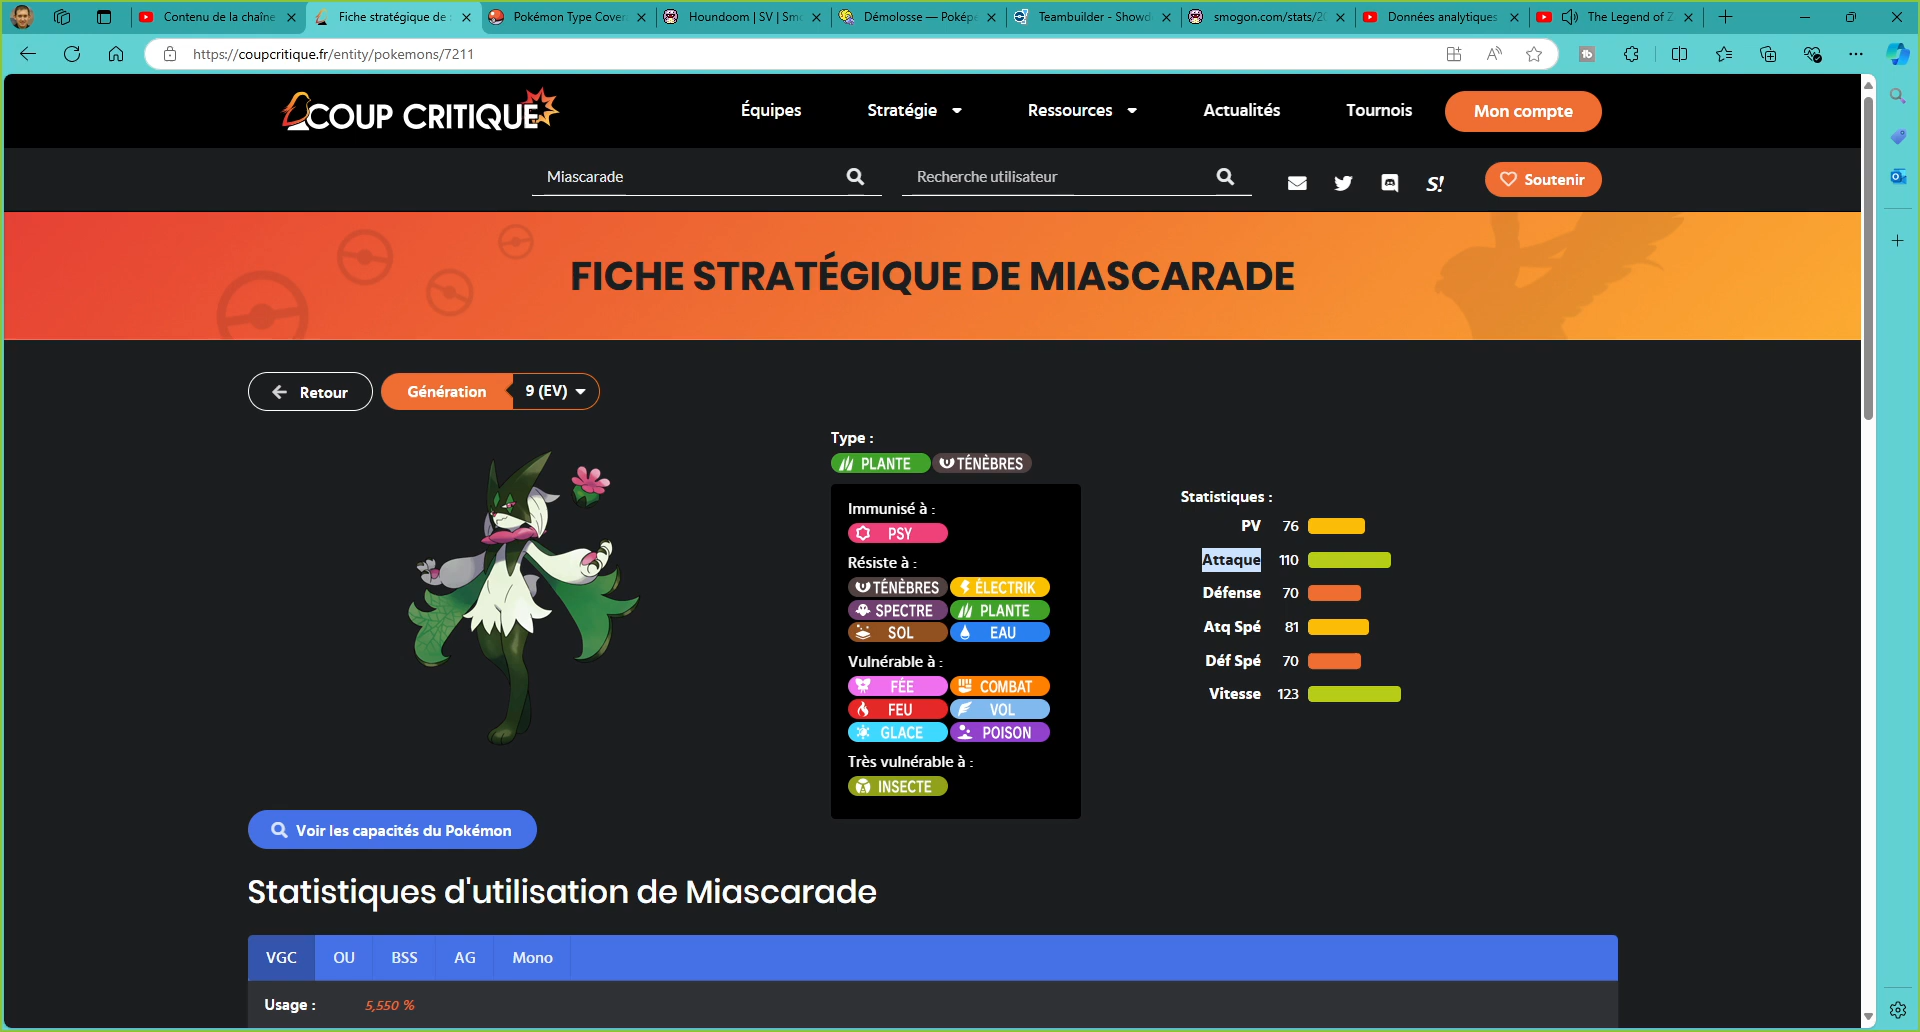 Contenu de la chaîne
Fiche stratégique de
Pokémon Type Cover
Houndoom | SV | Smo
Démolosse — Poképé
Teambuilder - Showd
smogon.com/stats/20
Données analytiques
The Legend of Z
https://coupcritique.fr/entity/pokemons/7211
COUP CRITIQUE
Équipes
Stratégie
Ressources
Actualités
Tournois
Mon compte
Miascarade
Recherche utilisateur
S!
Soutenir
FICHE STRATÉGIQUE DE MIASCARADE
Retour
Génération
9 (EV)
Type :
PLANTE TÉNÈBRES
Immunisé à :
PSY
Résiste à :
TÉNÈBRES ÉLECTRIK
SPECTRE PLANTE
SOL EAU
Vulnérable à :
FÉE COMBAT
FEU VOL
GLACE POISON
Très vulnérable à :
INSECTE
Statistiques :
PV 76
Attaque 110
Défense 70
Atq Spé 81
Déf Spé 70
Vitesse 123
Voir les capacités du Pokémon
Statistiques d'utilisation de Miascarade
VGC OU BSS AG Mono
Usage : 5,550 %